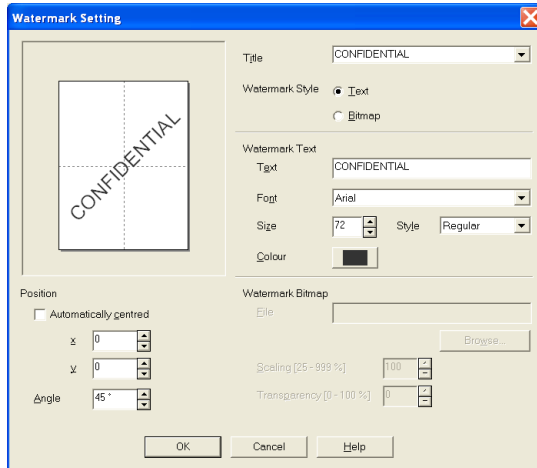 Watermark Setting
Title CONFIDENTIAL
Watermark Style Text
Bitmap
CONFIDENTIAL
Watermark Text
Text CONFIDENTIAL
Font Arial
Size 72 Style Regular
Colour
Position
Automatically centred
x 0
y 0
Angle 45 °
Watermark Bitmap
File
Browse...
Scaling [25 - 999 %] 100
Transparency [0 - 100 %] 0
OK Cancel Help